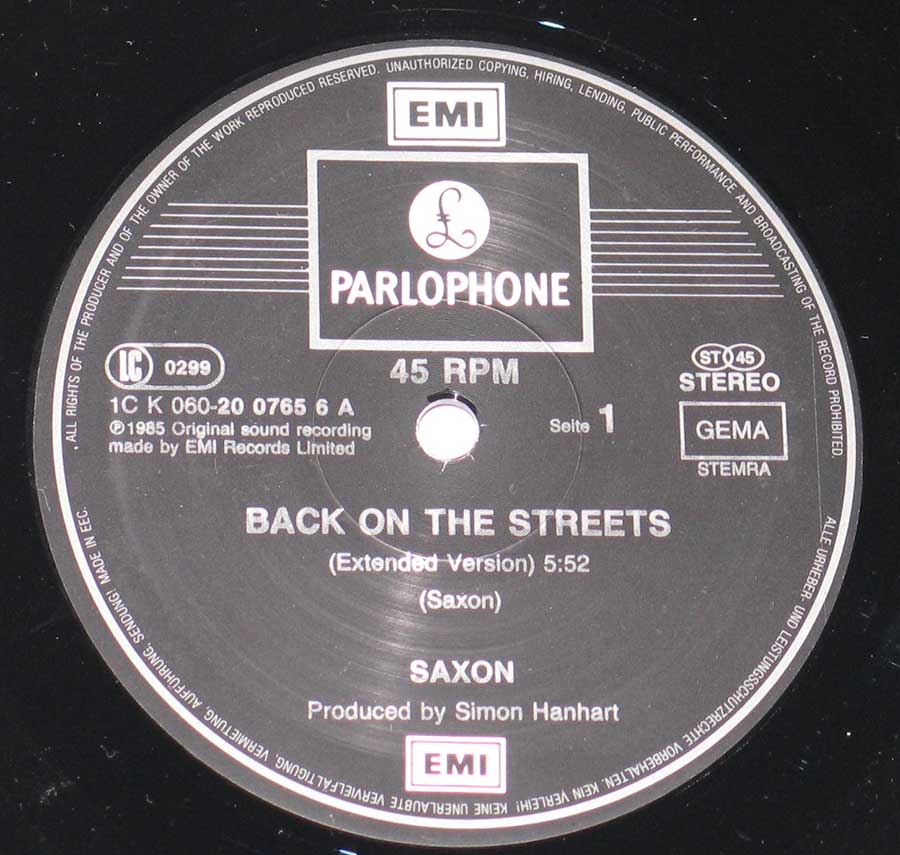 . ALL RIGHTS OF THE PRODUCER AND OF THE OWNER OF THE WORK REPRODUCED RESERVED. UNAUTHORIZED COPYING, HIRING, LENDING, PUBLIC PERFORMANCE AND BROADCASTING OF THE RECORD PROHIBITED.
EMI
£
PARLOPHONE
45 RPM
LC 0299
1C K 060-20 0765 6 A
℗1985 Original sound recording
made by EMI Records Limited
Seite 1
ST 45
STEREO
GEMA
STEMRA
BACK ON THE STREETS
(Extended Version) 5:52
(Saxon)
SAXON
Produced by Simon Hanhart
EMI
ALLE URHEBER- UND LEISTUNGSSCHUTZRECHTE VORBEHALTEN. KEIN VERLEIH! KEINE UNERLAUBTE VERVIELFÄLTIGUNG, VERMIETUNG, AUFFÜHRUNG, SENDUNG! MADE IN EEC.